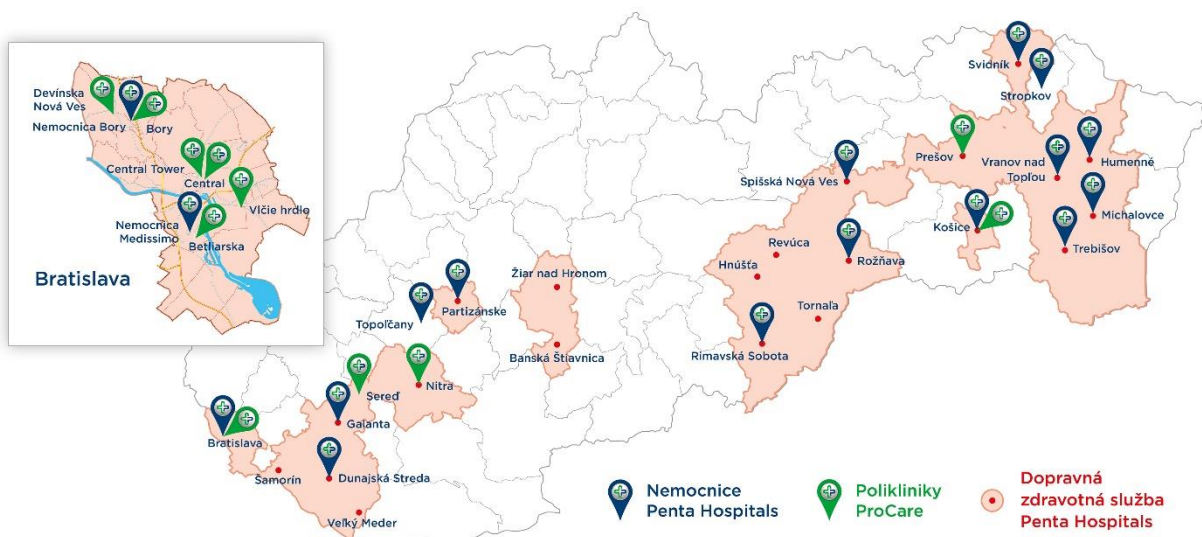 Devínska
Nová Ves
Nemocnica Bory
Bory
Central Tower
Central
Vlčie hrdlo
Nemocnica
Medissimo
Betliarska
Bratislava
Svidník
Stropkov
Prešov
Vranov nad
Topľou
Humenné
Spišská Nová Ves
Michalovce
Košice
Trebišov
Revúca
Rožňava
Hnúšťa
Tornaľa
Rimavská Sobota
Žiar nad Hronom
Banská Štiavnica
Partizánske
Topoľčany
Nitra
Sereď
Galanta
Bratislava
Šamorín
Dunajská Streda
Veľký Meder
Nemocnice
Penta Hospitals
Polikliniky
ProCare
Dopravná
zdravotná služba
Penta Hospitals